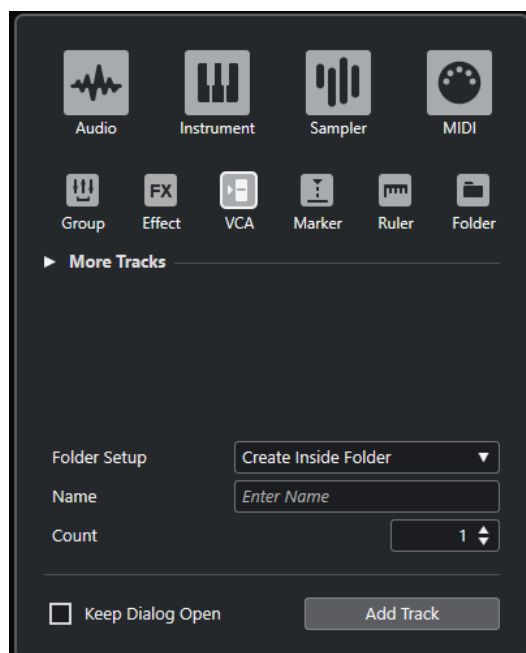 Audio Instrument Sampler MIDI
FX
Group Effect VCA Marker Ruler Folder
More Tracks
Folder Setup Create Inside Folder
Name Enter Name
Count 1
Keep Dialog Open Add Track